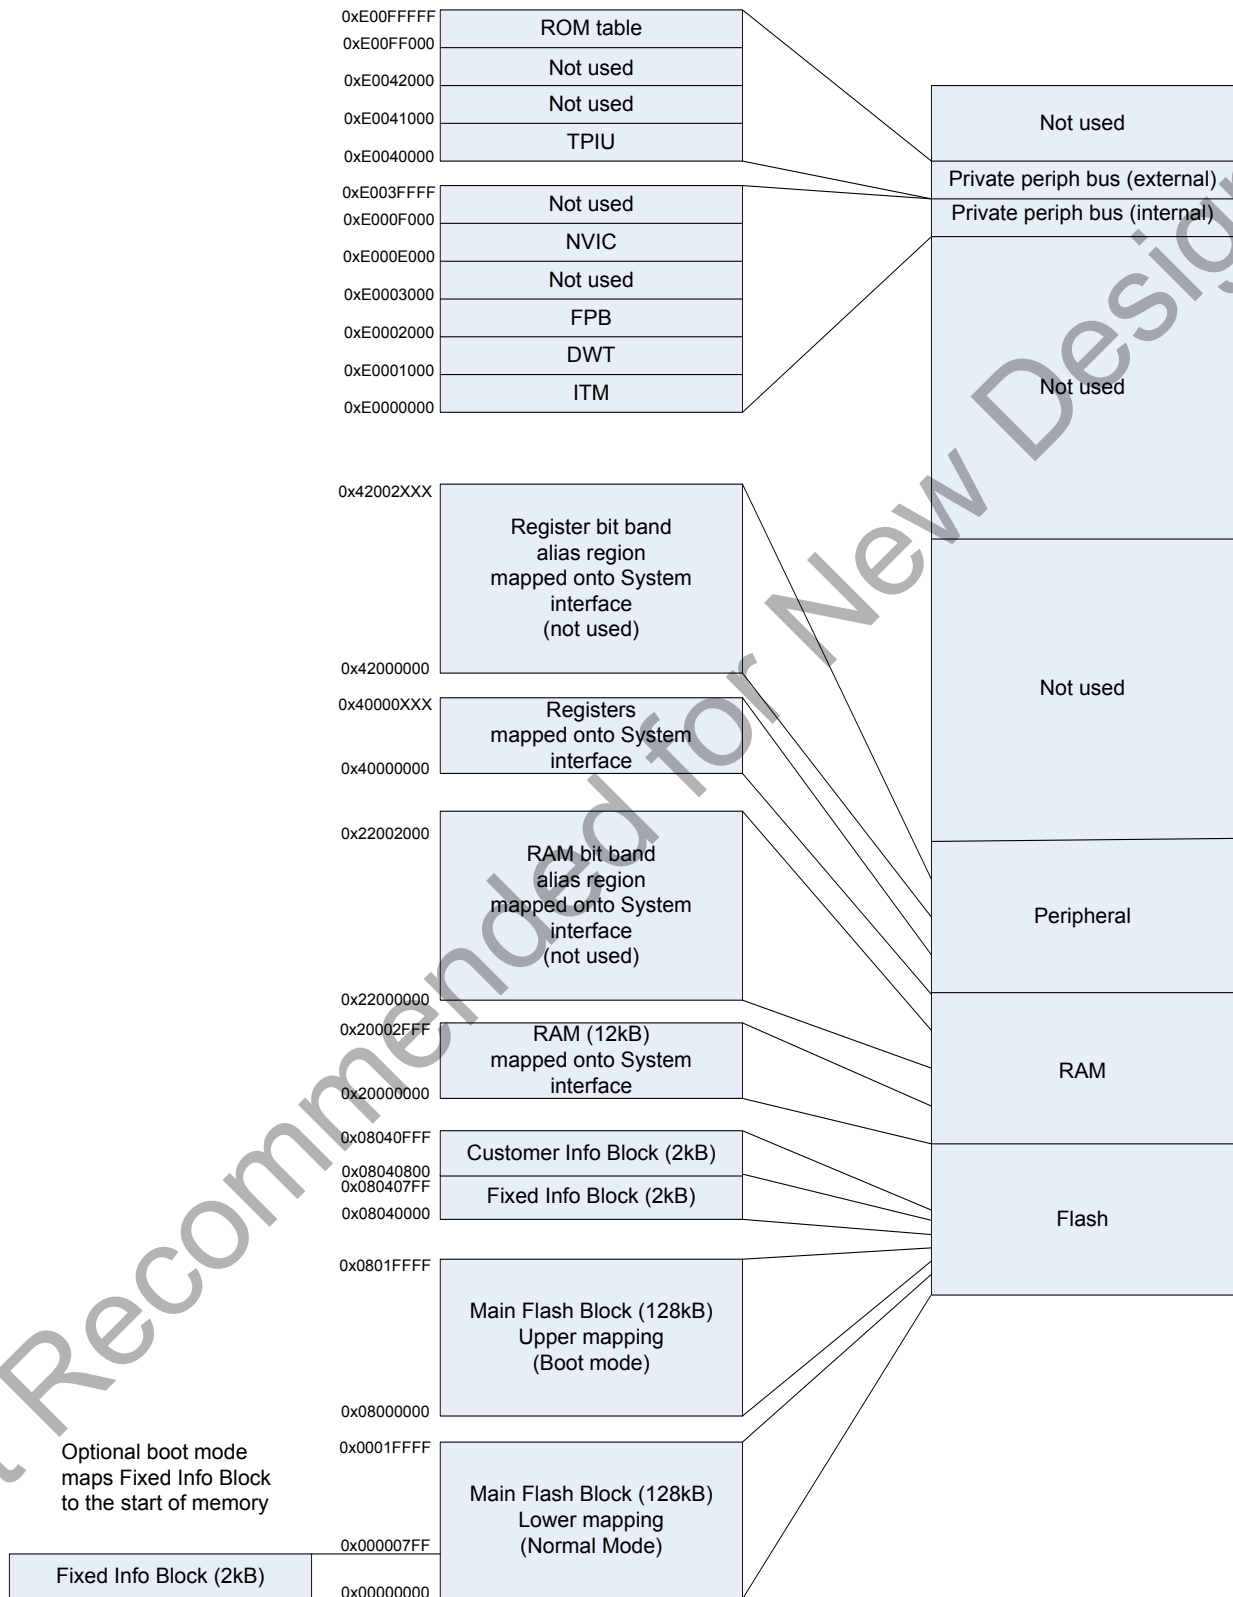 0xE00FFFFF
ROM table
0xE00FF000
Not used
0xE0042000
Not used
0xE0041000
TPIU
0xE0040000
0xE003FFFF
Not used
0xE000F000
NVIC
0xE000E000
Not used
0xE0003000
FPB
0xE0002000
DWT
0xE0001000
ITM
0xE0000000
0x42002XXX
Register bit band
alias region
mapped onto System
interface
(not used)
0x42000000
0x40000XXX
Registers
mapped onto System
interface
0x40000000
0x22002000
RAM bit band
alias region
mapped onto System
interface
(not used)
0x22000000
0x20002FFF
RAM (12kB)
mapped onto System
interface
0x20000000
0x08040FFF
Customer Info Block (2kB)
0x08040800
0x080407FF
Fixed Info Block (2kB)
0x08040000
0x0801FFFF
Main Flash Block (128kB)
Upper mapping
(Boot mode)
0x08000000
0x0001FFFF
Main Flash Block (128kB)
Lower mapping
(Normal Mode)
0x000007FF
0x00000000
Optional boot mode
maps Fixed Info Block
to the start of memory
Fixed Info Block (2kB)
Not used
Private periph bus (external)
Private periph bus (internal)
Not used
Not used
Peripheral
RAM
Flash
Recommended for New Design